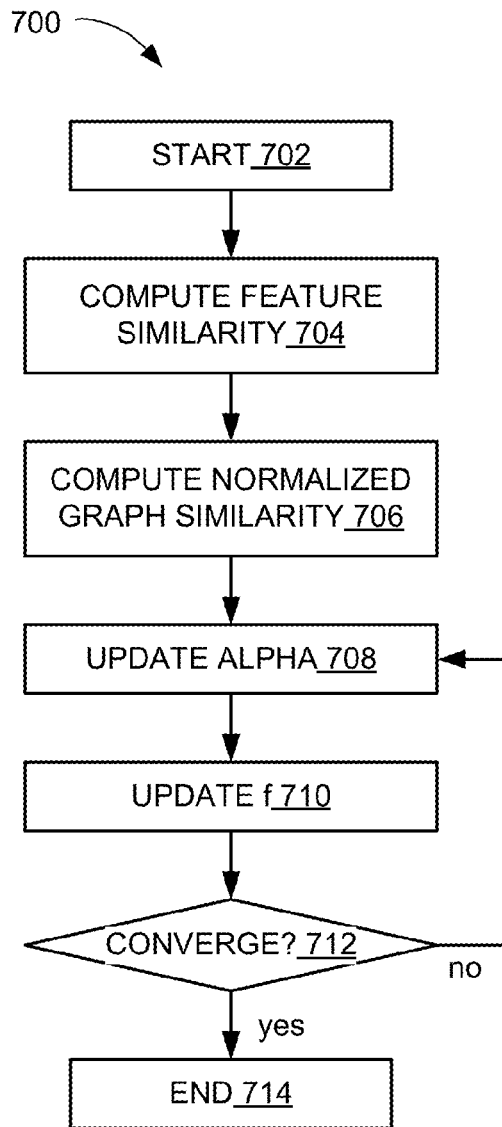 700
START 702
COMPUTE FEATURE
SIMILARITY 704
COMPUTE NORMALIZED
GRAPH SIMILARITY 706
UPDATE ALPHA 708
UPDATE f 710
CONVERGE? 712
no
yes
END 714